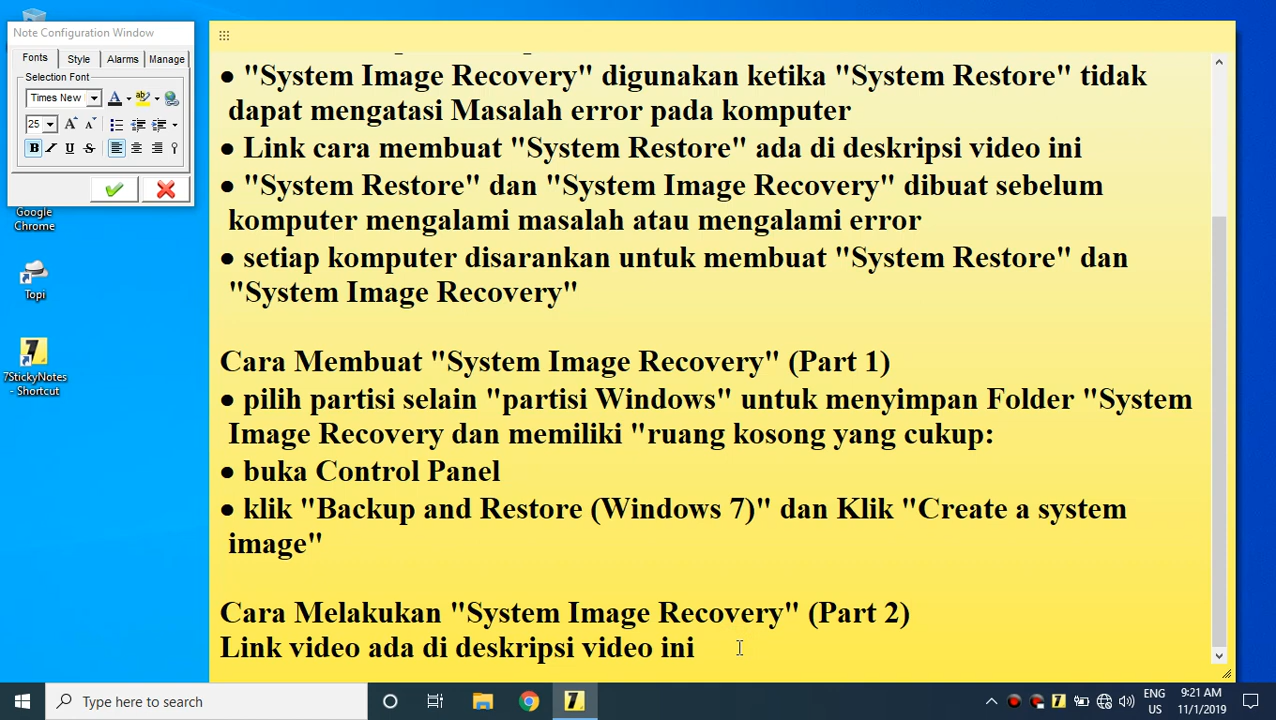 Note Configuration Window
Fonts
Style
Alarms
Manage
Selection Font
Times New
25
B I U S
Google
Chrome
Topi
7StickyNotes
- Shortcut
● "System Image Recovery" digunakan ketika "System Restore" tidak
dapat mengatasi Masalah error pada komputer
● Link cara membuat "System Restore" ada di deskripsi video ini
● "System Restore" dan "System Image Recovery" dibuat sebelum
komputer mengalami masalah atau mengalami error
● setiap komputer disarankan untuk membuat "System Restore" dan
"System Image Recovery"
Cara Membuat "System Image Recovery" (Part 1)
● pilih partisi selain "partisi Windows" untuk menyimpan Folder "System
Image Recovery dan memiliki "ruang kosong yang cukup:
● buka Control Panel
● klik "Backup and Restore (Windows 7)" dan Klik "Create a system
image"
Cara Melakukan "System Image Recovery" (Part 2)
Link video ada di deskripsi video ini
Type here to search
7
ENG
US
9:21 AM
11/1/2019